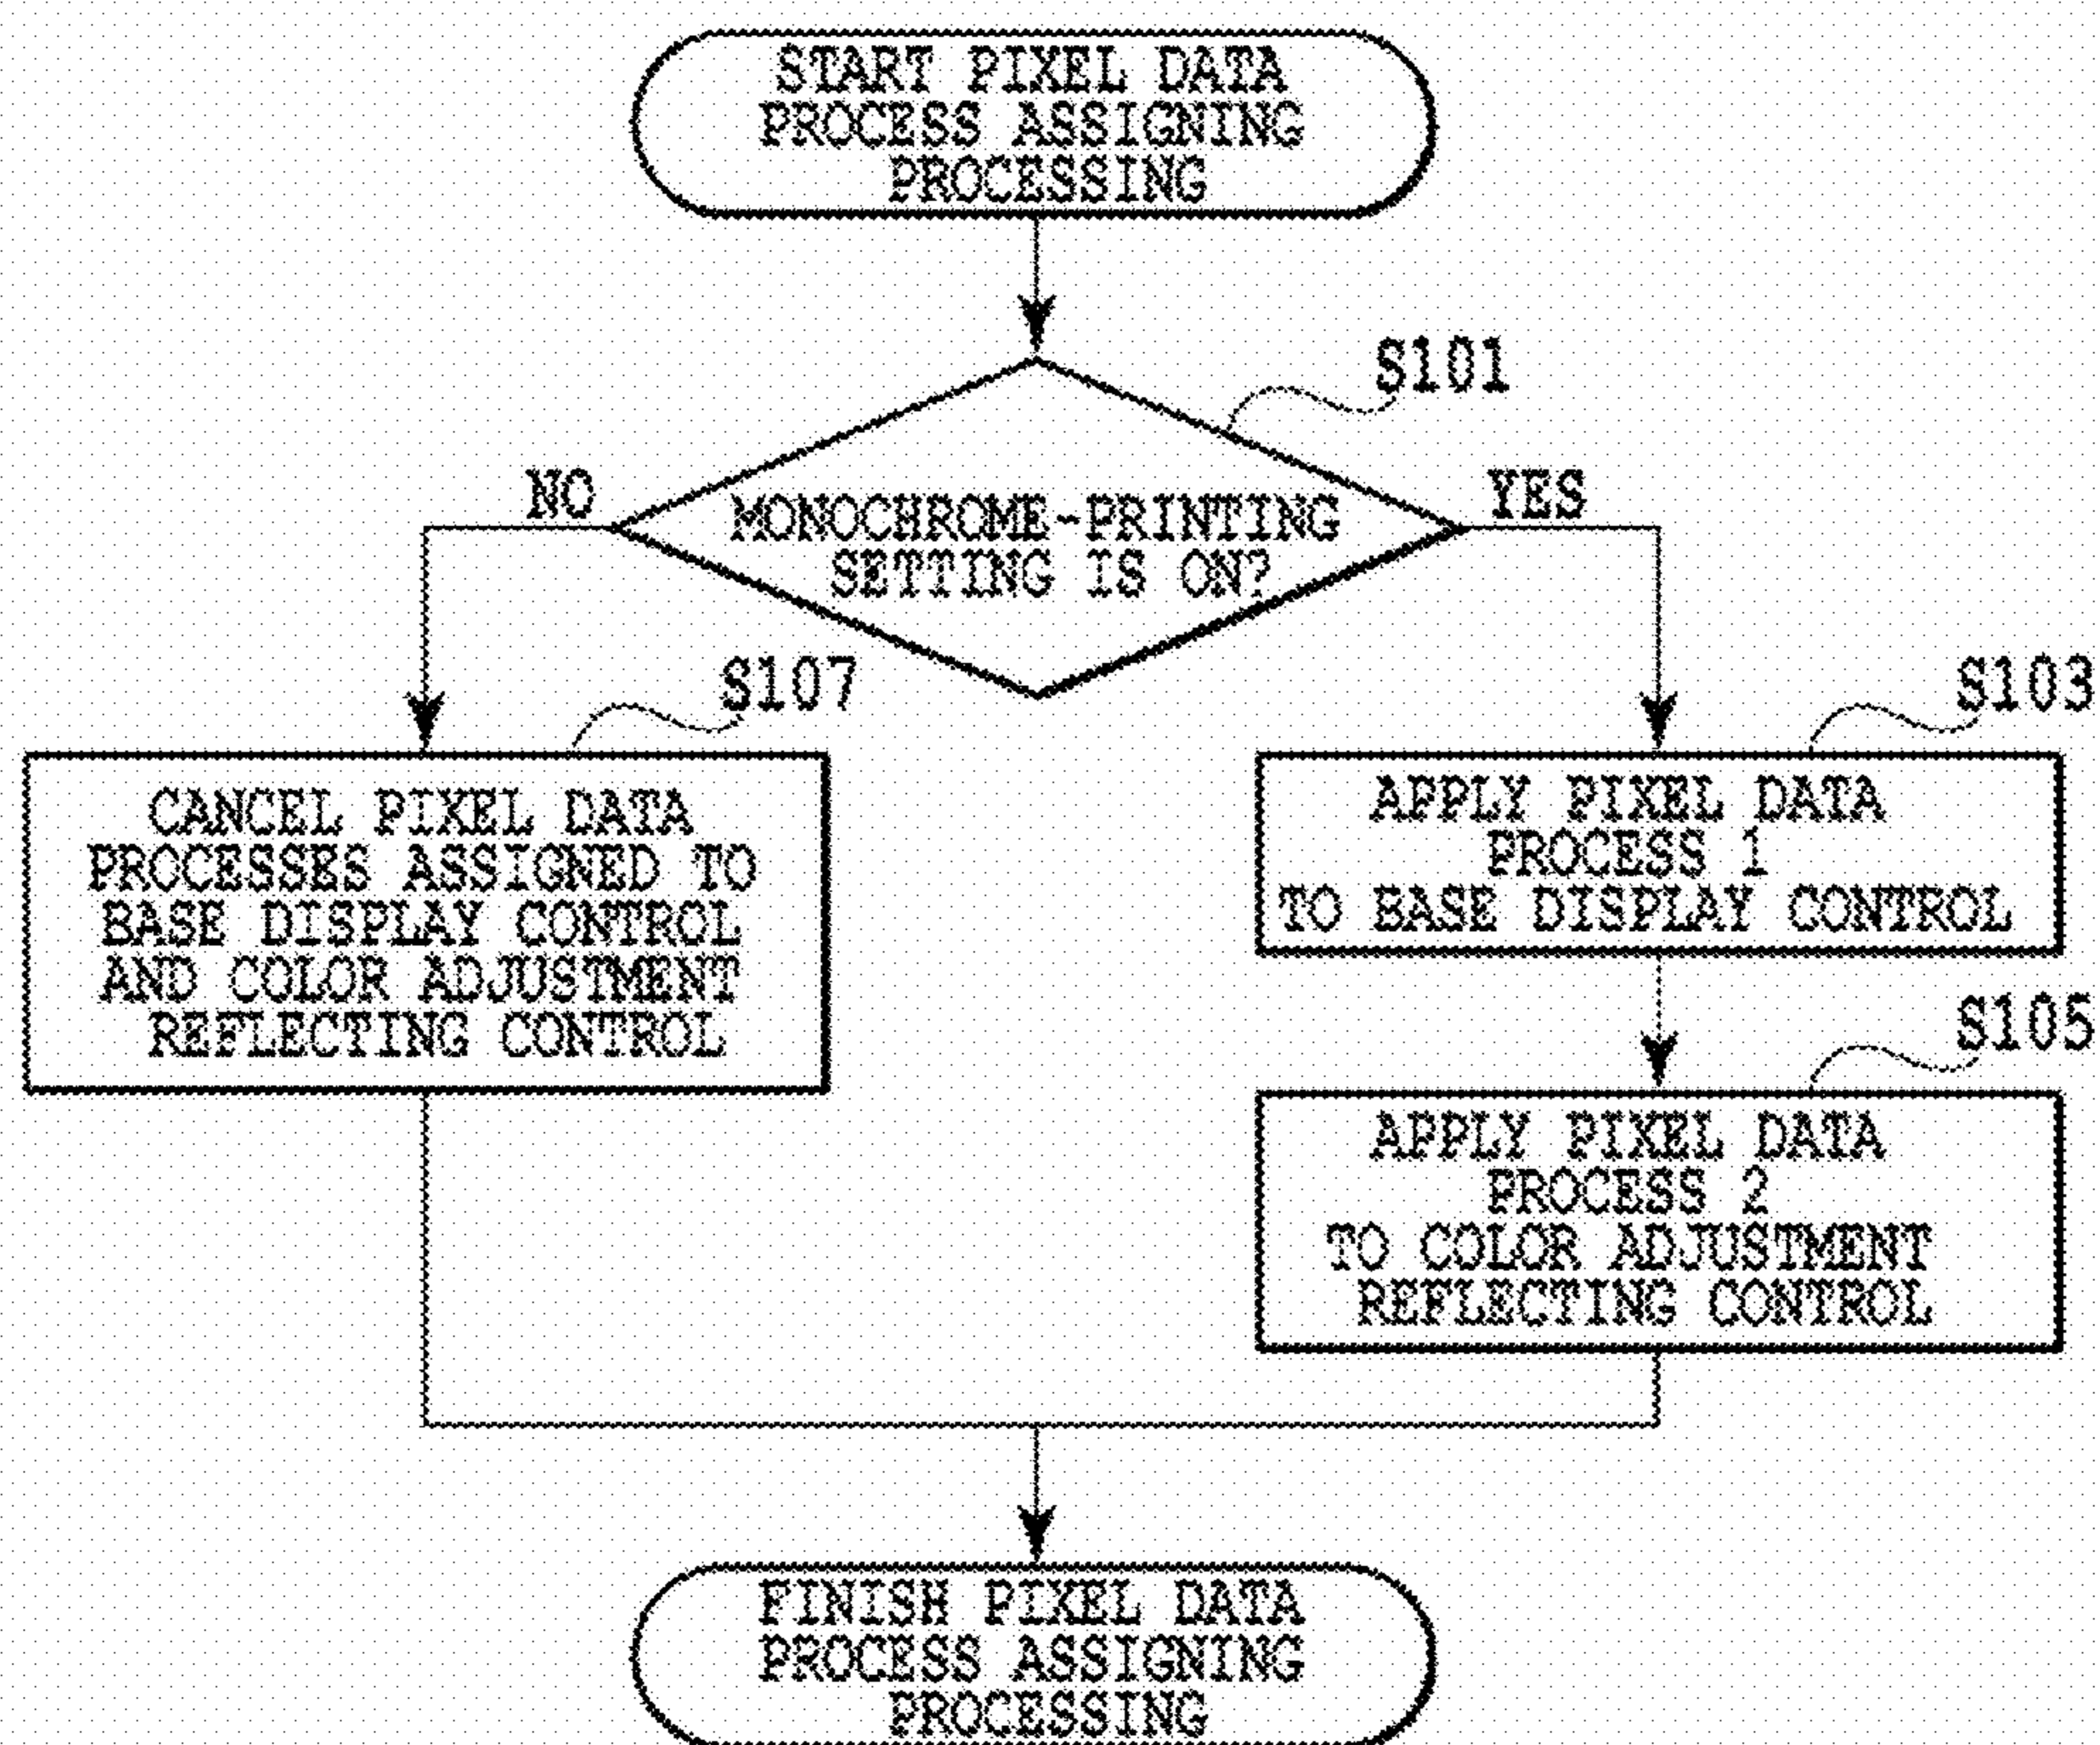 START PIXEL DATA
PROCESS ASSIGNING
PROCESSING
S101
NO
YES
MONOCHROME-PRINTING
SETTING IS ON?
S107
CANCEL PIXEL DATA
PROCESSES ASSIGNED TO
BASE DISPLAY CONTROL
AND COLOR ADJUSTMENT
REFLECTING CONTROL
S103
APPLY PIXEL DATA
PROCESS 1
TO BASE DISPLAY CONTROL
S105
APPLY PIXEL DATA
PROCESS 2
TO COLOR ADJUSTMENT
REFLECTING CONTROL
FINISH PIXEL DATA
PROCESS ASSIGNING
PROCESSING